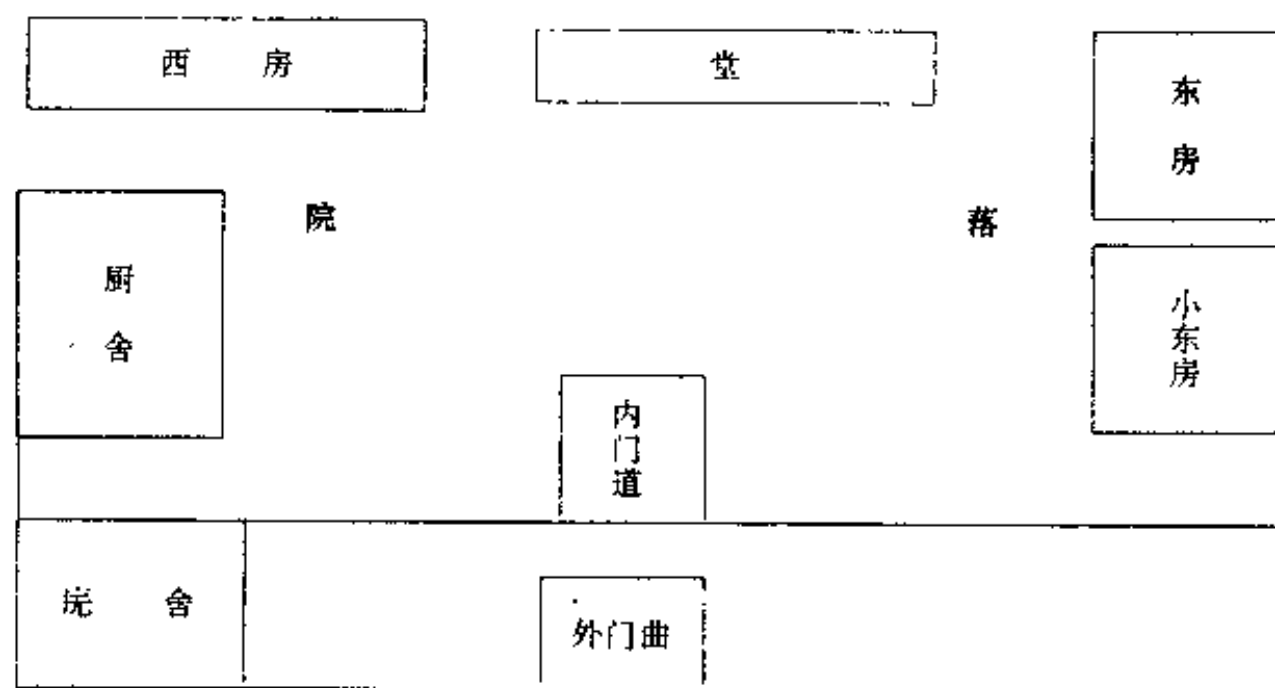 西 房
堂
东 房
院 落
厨 舍
小东房
内门道
庑 舍
外门曲